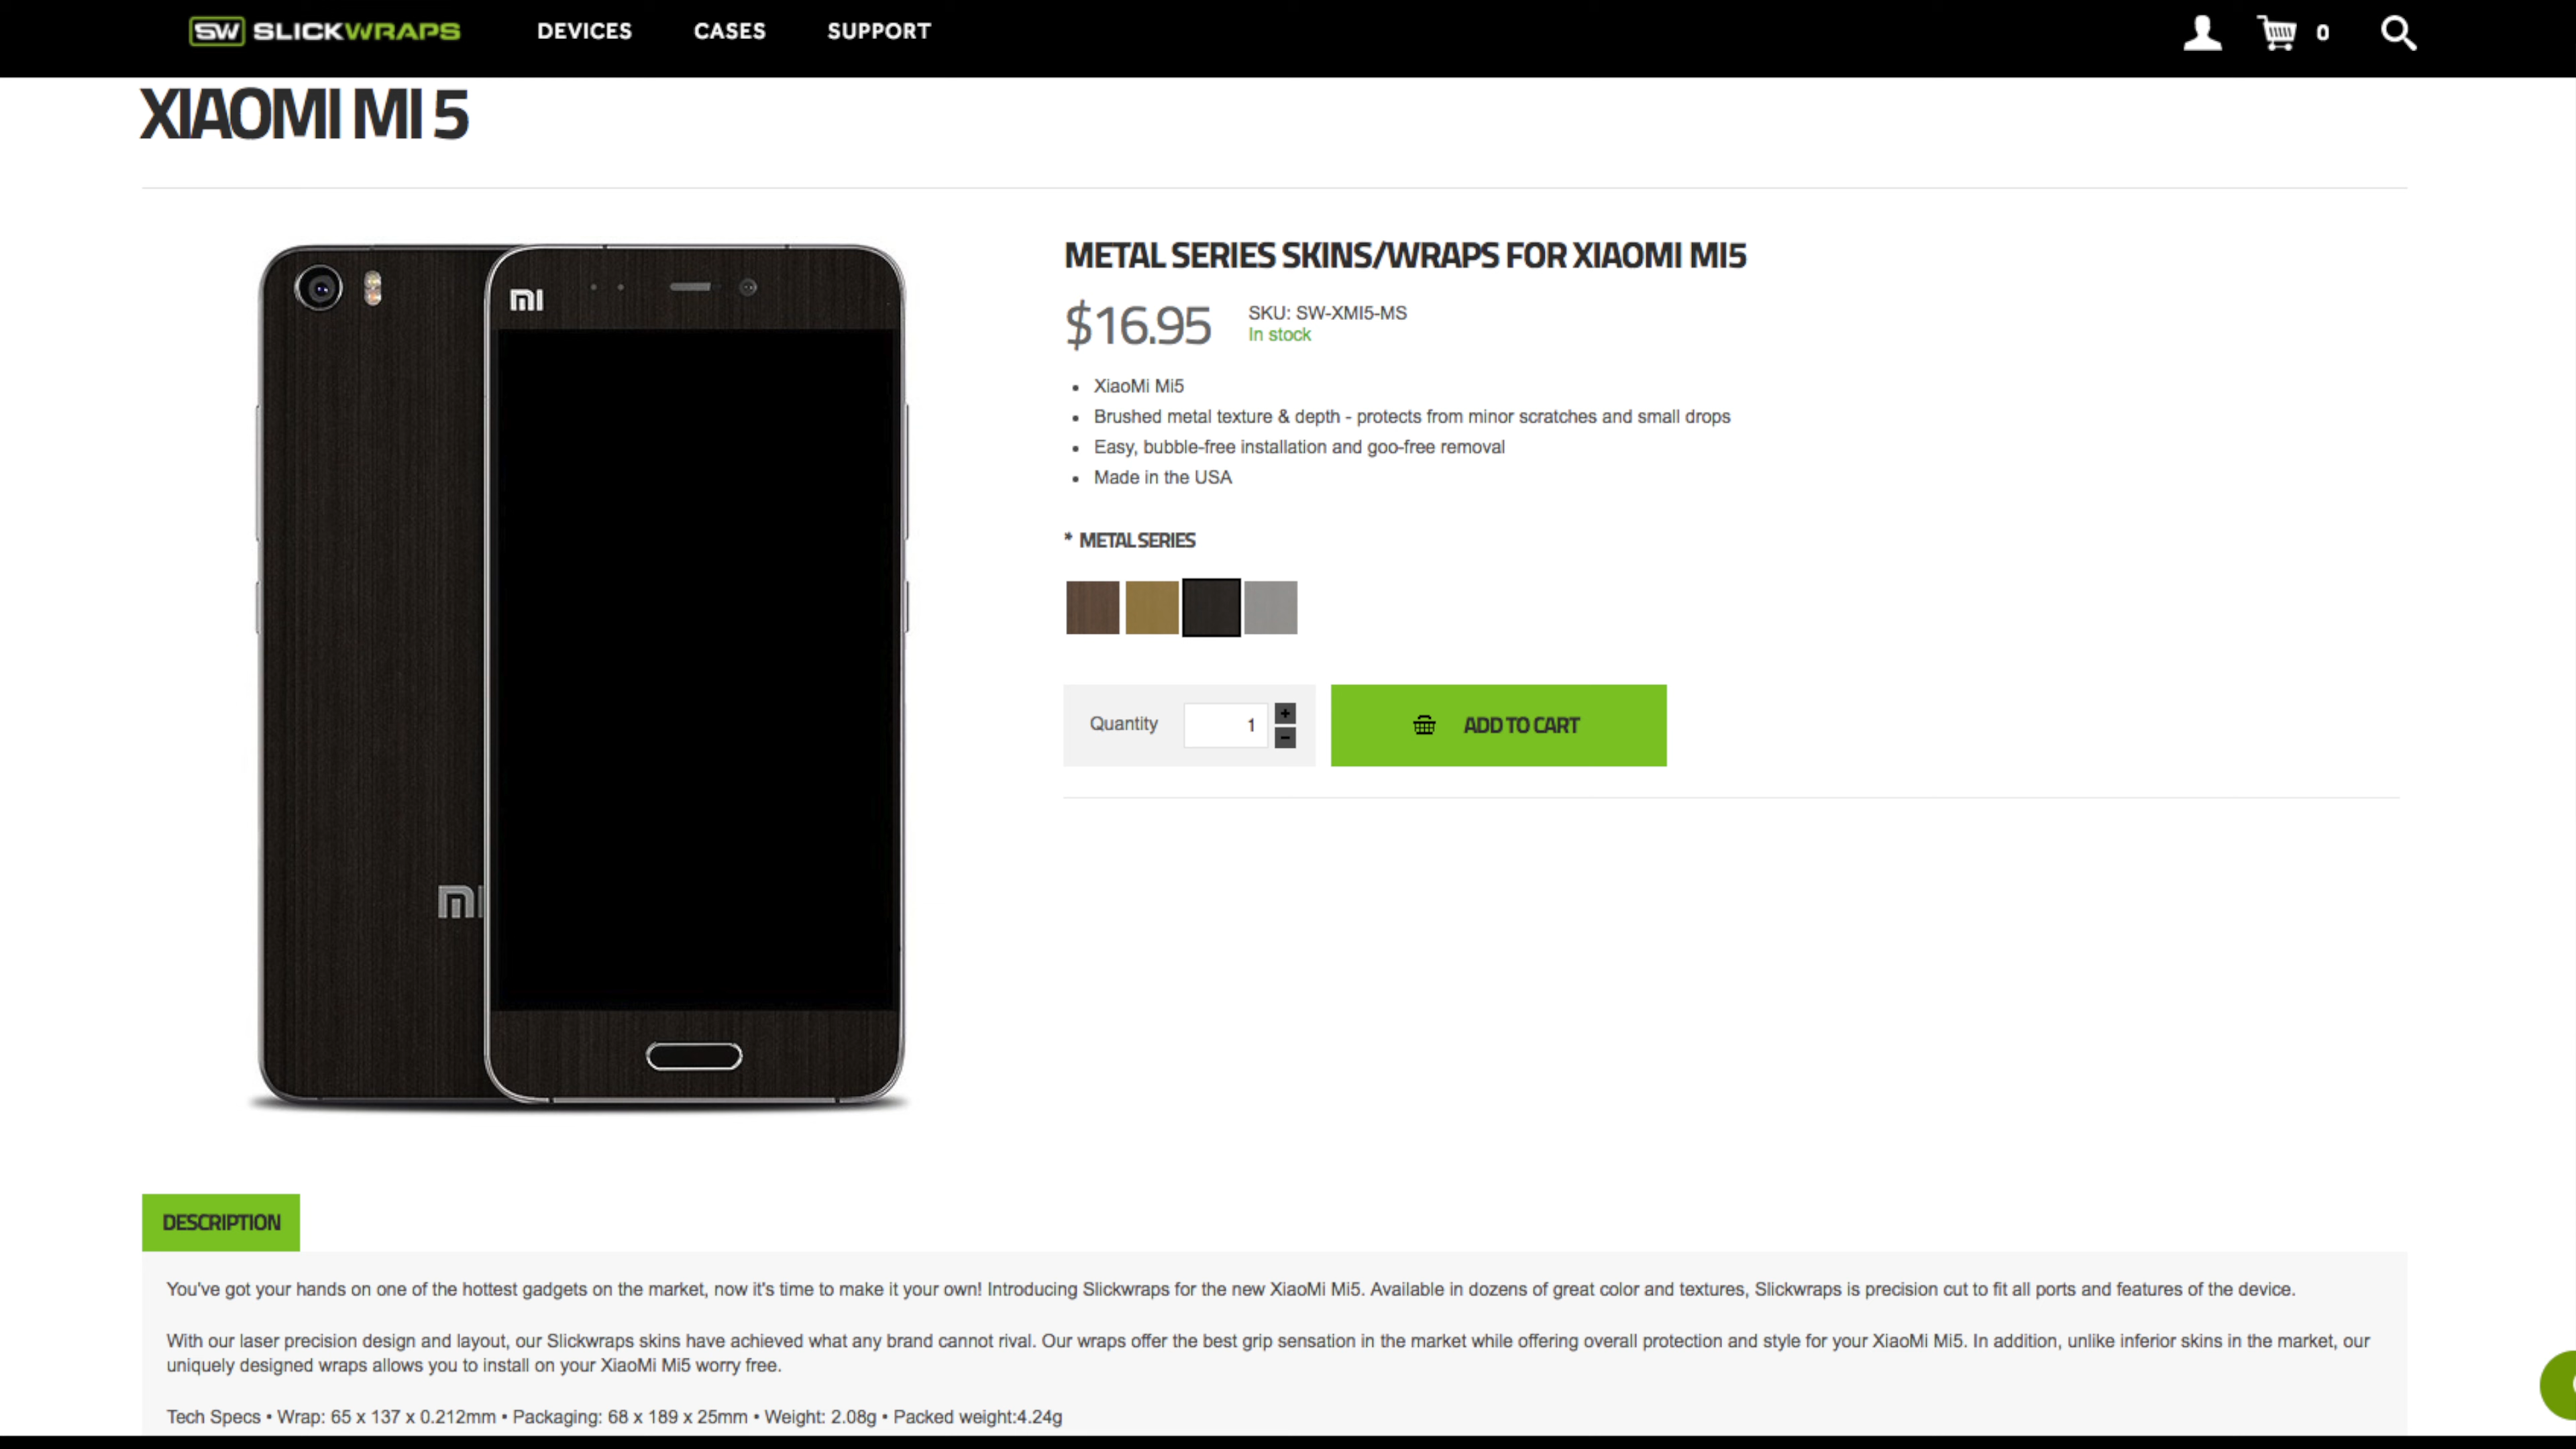 SW SLICKWRAPS DEVICES CASES SUPPORT 0
XIAOMI MI 5
METAL SERIES SKINS/WRAPS FOR XIAOMI MI5
$16.95 SKU: SW-XMI5-MS
In stock
• XiaoMi Mi5
• Brushed metal texture & depth - protects from minor scratches and small drops
• Easy, bubble-free installation and goo-free removal
• Made in the USA
* METAL SERIES
Quantity 1 + - ADD TO CART
MI
MI
DESCRIPTION
You've got your hands on one of the hottest gadgets on the market, now it's time to make it your own! Introducing Slickwraps for the new XiaoMi Mi5. Available in dozens of great color and textures, Slickwraps is precision cut to fit all ports and features of the device.
With our laser precision design and layout, our Slickwraps skins have achieved what any brand cannot rival. Our wraps offer the best grip sensation in the market while offering overall protection and style for your XiaoMi Mi5. In addition, unlike inferior skins in the market, our
uniquely designed wraps allows you to install on your XiaoMi Mi5 worry free.
Tech Specs • Wrap: 65 x 137 x 0.212mm • Packaging: 68 x 189 x 25mm • Weight: 2.08g • Packed weight:4.24g